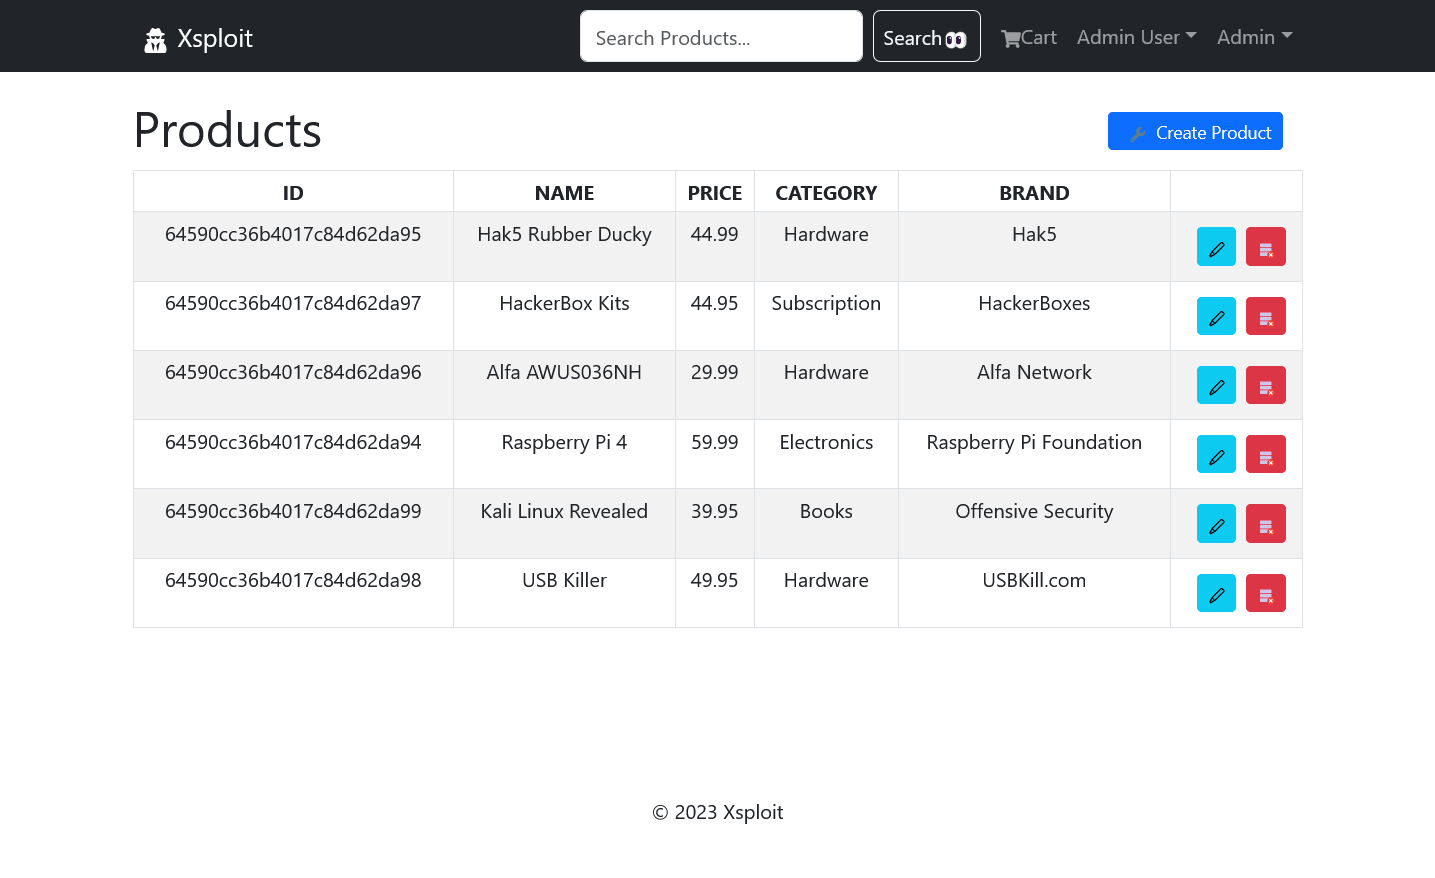 Xsploit Search Products... Search Cart Admin User Admin
Products Create Product
ID NAME PRICE CATEGORY BRAND
64590cc36b4017c84d62da95 Hak5 Rubber Ducky 44.99 Hardware Hak5
64590cc36b4017c84d62da97 HackerBox Kits 44.95 Subscription HackerBoxes
64590cc36b4017c84d62da96 Alfa AWUS036NH 29.99 Hardware Alfa Network
64590cc36b4017c84d62da94 Raspberry Pi 4 59.99 Electronics Raspberry Pi Foundation
64590cc36b4017c84d62da99 Kali Linux Revealed 39.95 Books Offensive Security
64590cc36b4017c84d62da98 USB Killer 49.95 Hardware USBKill.com
© 2023 Xsploit